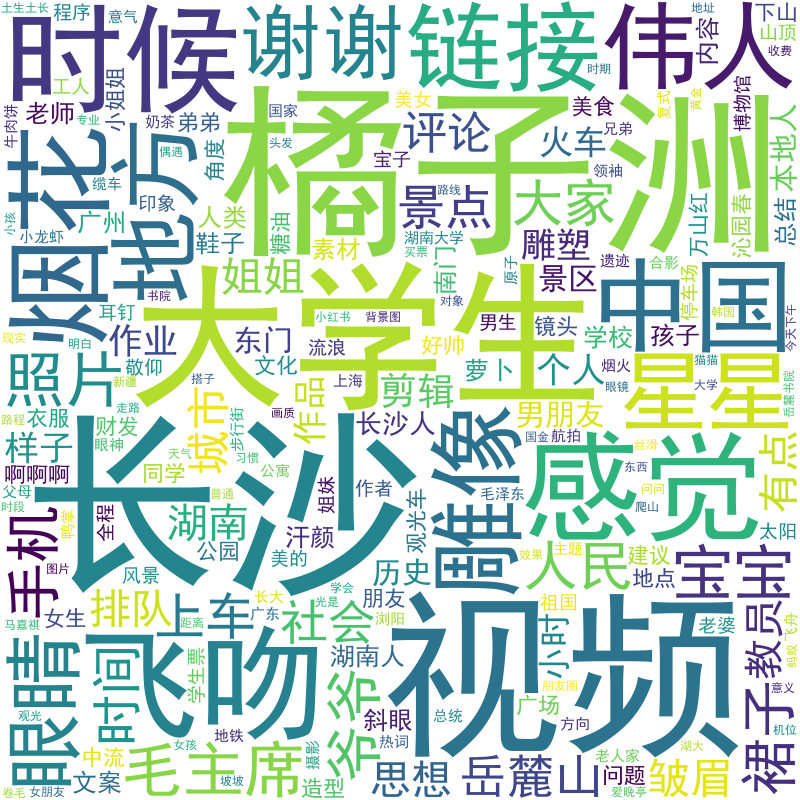 土生土长
程序
意气
时候
谢谢
链接
伟人
地址
下山
山顶
内容
收费
工人
老师
小姐姐
奶茶
弟弟
国家
美女
评论
火车
时期
美食
复式
黄金
博物馆
本地人
牛肉饼
专业
偶遇
头发
角度
宝子
兄弟
橘子洲
烟花
地方
缆车
印象
领袖
路线
景点
大家
万山红
沁园春
总结
小孩
小龙虾
广州
人类
糖油
鞋子
素材
湖南大学
买票
雕塑
原子
遗迹
合影
停车场
南门
景区
书院
姐姐
耳钉
大学生
小红书
背景图
男生
镜头
对象
韩国
中国
今天下午
作业
东门
流浪
好帅
学校
孩子
现实
明白
敬仰
文化
萝卜
个人
烟火
猫猫
岳麓书院
照片
新疆
搭子
上海
剪辑
眼镜
大学
星星
路程
衣服
走路
城市
作品
画质
长沙人
男朋友
样子
财发
眼神
步行街
国金
航拍
丝滑
有点
啊啊啊
同学
天气
习惯
长沙
雕像
感觉
东西
父母
公寓
姐妹
作者
毛泽东
问问
时段
鸭掌
全程
湖南
普通
汗颜
观光车
爬山
太阳
手机
图片
公园
美的
效果
主题
建议
人民
宝宝
风景
历史
地点
马嘉祺
女生
排队
上车
长大
学会
朋友
祖国
飞舟
蚂蚁
距离
广东
光是
浏阳
社会
小时
老婆
教员
眼睛
时间
飞吻
视频
学生票
湖南人
朋友圈
裙子
意义
观光
地铁
女孩
爷爷
斜眼
总统
广场
方向
机位
中流
摄影
热词
老人家
湖大
卷毛
女朋友
文案
毛主席
坡坡
造型
思想
岳麓山
问题
爱晚亭
皱眉